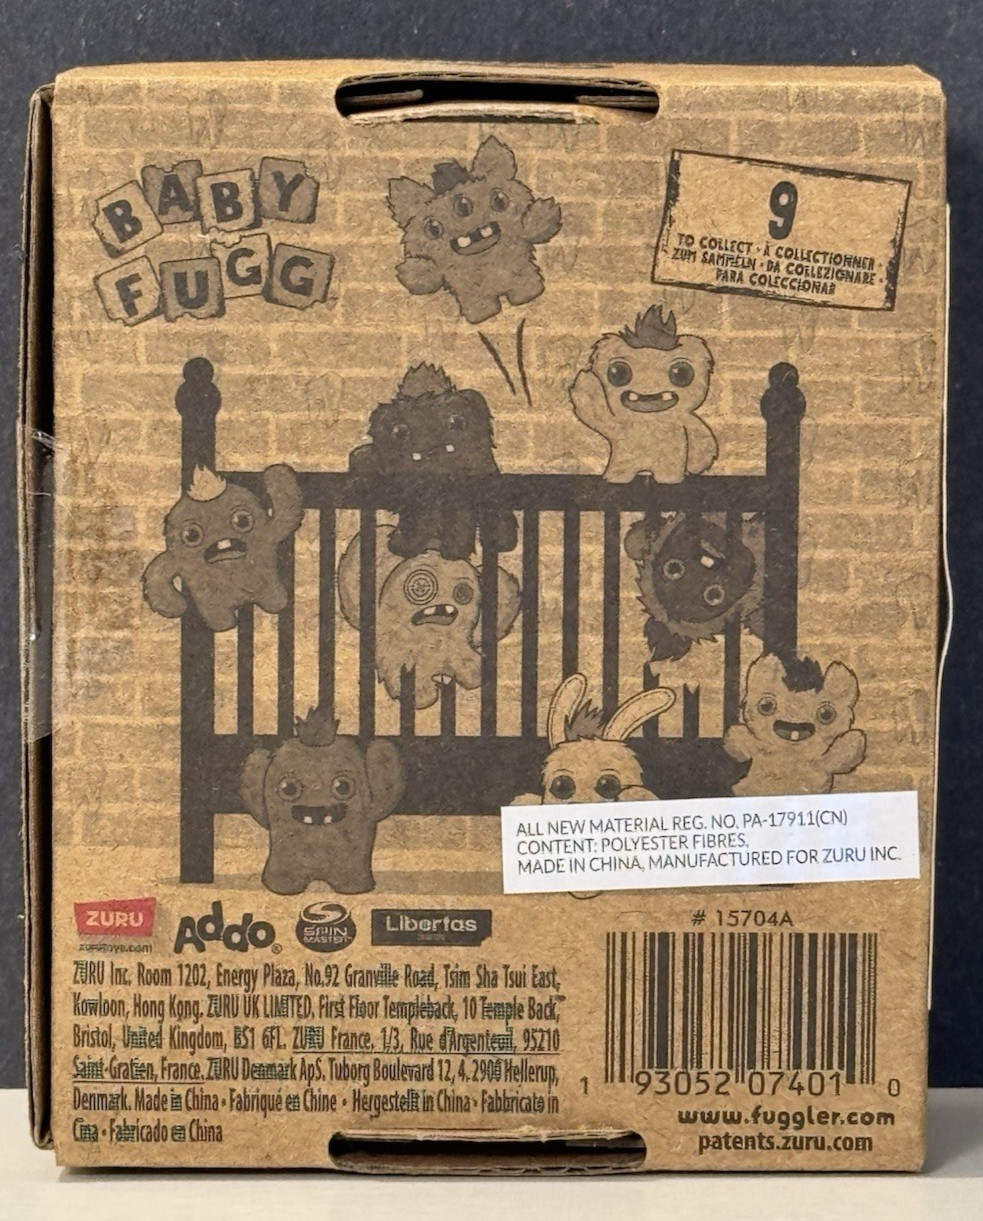 BABY
FUGG
9
TO COLLECT • À COLLECTIONNER •
ZUM SAMMELN • DA COLLEZIONARE •
PARA COLECCIONAR
ALL NEW MATERIAL REG. NO. PA-17911(CN)
CONTENT: POLYESTER FIBRES.
MADE IN CHINA, MANUFACTURED FOR ZURU INC.
ZURU
zurutoys.com
Addo®
SPIN
MASTER™
Libertas
# 15704A
ZURU Inc. Room 1202, Energy Plaza, No.92 Granville Road, Tsim Sha Tsui East,
Kowloon, Hong Kong. ZURU UK LIMITED, First Floor Templeback, 10 Temple Back,
Bristol, United Kingdom, BS1 6FL. ZURU France, 1/3, Rue d'Argenteuil, 95210
Saint-Gratien, France. ZURU Denmark ApS. Tuborg Boulevard 12, 4. 2900 Hellerup,
Denmark. Made in China • Fabriqué en Chine • Hergestellt in China • Fabbricato in
Cina • Fabricado en China
1 93052 07401 0
www.fuggler.com
patents.zuru.com